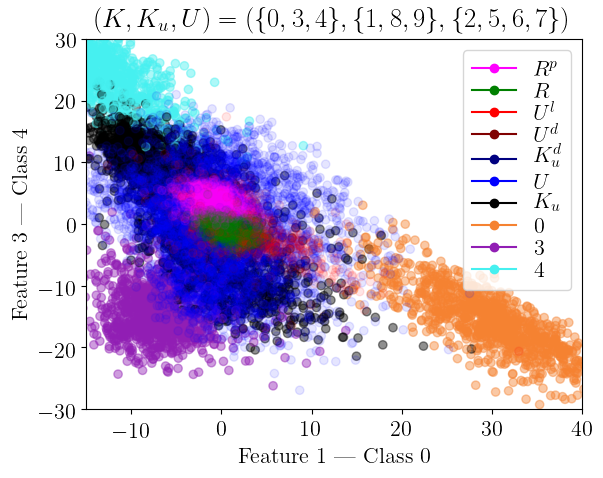 (K, K_u, U) = ({0, 3, 4}, {1, 8, 9}, {2, 5, 6, 7})
30
20
10
0
−10
−20
−30
Feature 3 — Class 4
R^p
R
U^l
U^d
K_u^d
U
K_u
0
3
4
−10
0
10
20
30
40
Feature 1 — Class 0